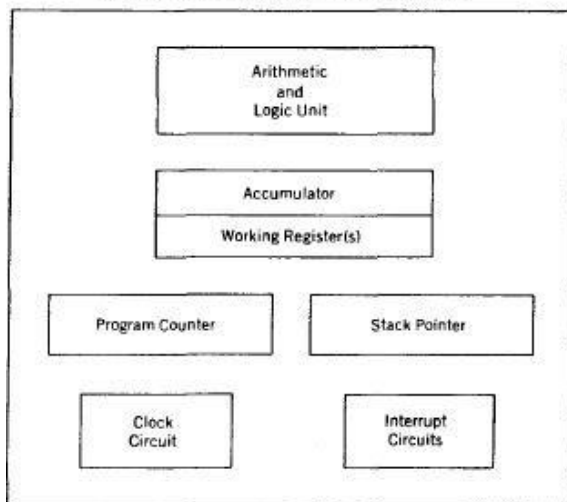 Arithmetic
and
Logic Unit
Accumulator
Working Register(s)
Program Counter
Stack Pointer
Clock
Circuit
Interrupt
Circuits